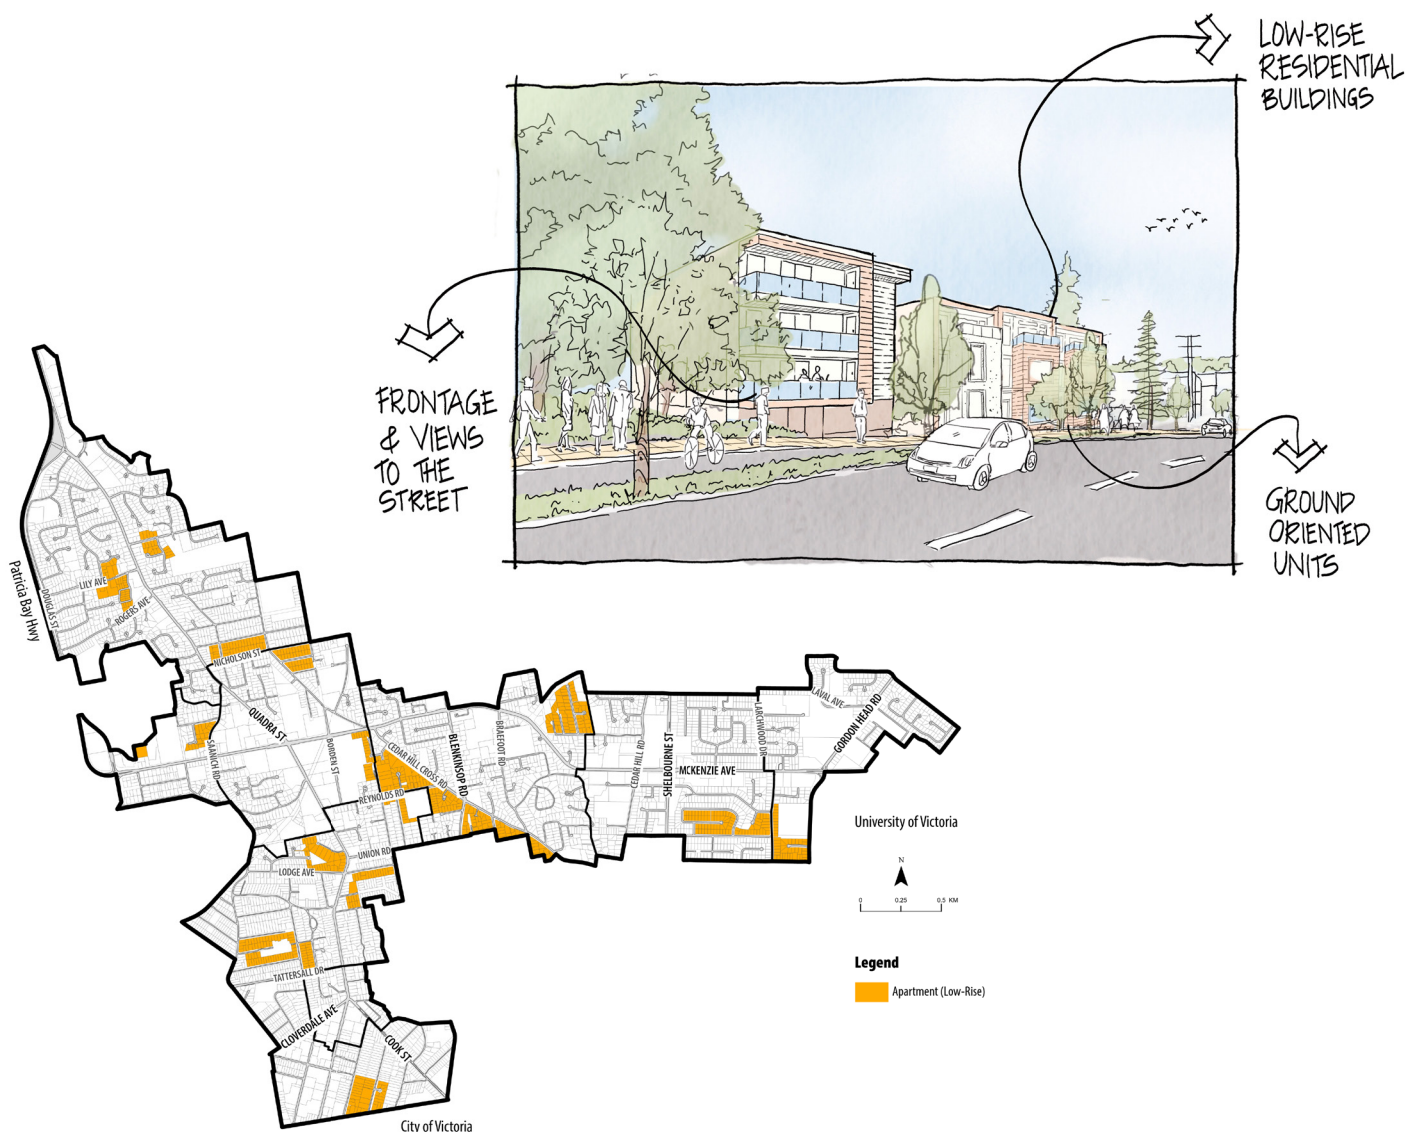 LOW-RISE
RESIDENTIAL
BUILDINGS
FRONTAGE
& VIEWS
TO THE
STREET
GROUND
ORIENTED
UNITS
Patricia Bay Hwy
DOUGLAS ST
LILY AVE
ROGERS AVE
NICHOLSON ST
QUADRA ST
SAANICH RD
BORDEN ST
CEDAR HILL CROSS RD
BLENKINSOP RD
BRAEFOOT RD
REYNOLDS RD
CEDAR HILL RD
SHELBOURNE ST
MCKENZIE AVE
LARCHWOOD DR
LAVAL AVE
GORDON HEAD RD
UNION RD
LODGE AVE
TATTERSALL DR
CLOVERDALE AVE
COOK ST
City of Victoria
University of Victoria
N
0 0.25 0.5 KM
Legend
Apartment (Low-Rise)